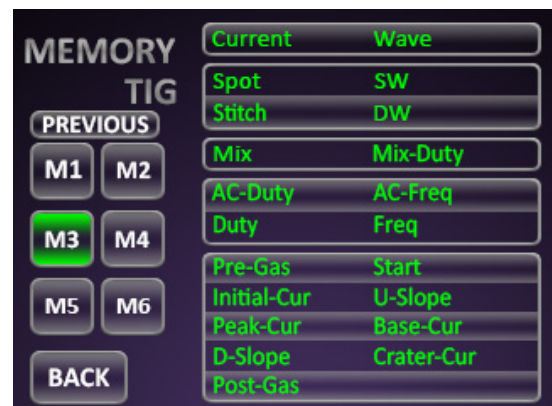 MEMORY
TIG
PREVIOUS
M1 M2
M3 M4
M5 M6
BACK
Current Wave
Spot SW
Stitch DW
Mix Mix-Duty
AC-Duty AC-Freq
Duty Freq
Pre-Gas Start
Initial-Cur U-Slope
Peak-Cur Base-Cur
D-Slope Crater-Cur
Post-Gas